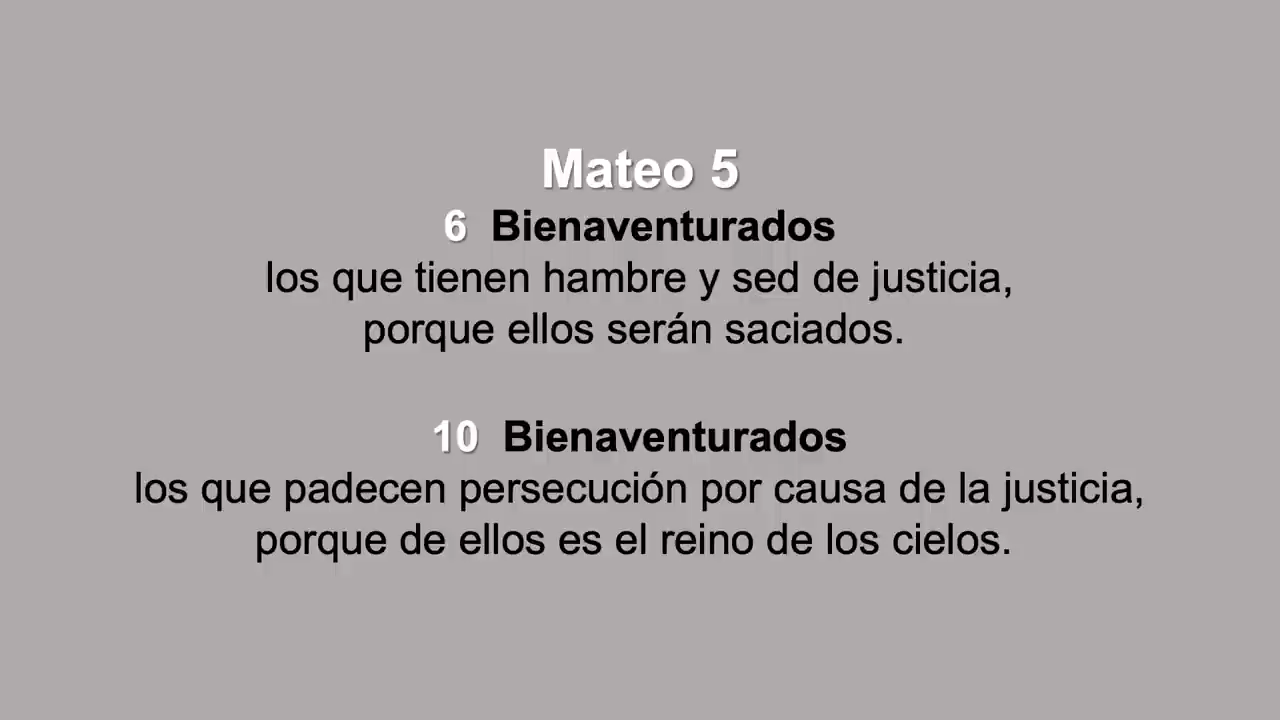 Mateo 5
6 Bienaventurados
los que tienen hambre y sed de justicia,
porque ellos serán saciados.
10 Bienaventurados
los que padecen persecución por causa de la justicia,
porque de ellos es el reino de los cielos.